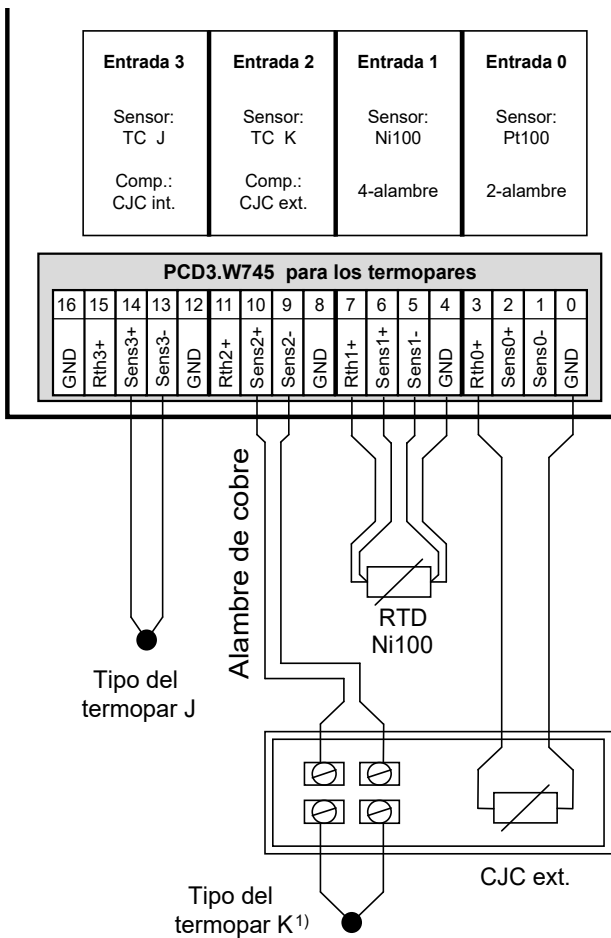 Entrada 3
Entrada 2
Entrada 1
Entrada 0
Sensor:
TC J
Sensor:
TC K
Sensor:
Ni100
Sensor:
Pt100
Comp.:
CJC int.
Comp.:
CJC ext.
4-alambre
2-alambre
PCD3.W745 para los termopares
16 15 14 13 12 11 10 9 8 7 6 5 4 3 2 1 0
GND
Rth3+
Sens3+
Sens3-
GND
Rth2+
Sens2+
Sens2-
GND
Rth1+
Sens1+
Sens1-
GND
Rth0+
Sens0+
Sens0-
GND
Alambre de cobre
RTD
Ni100
Tipo del
termopar J
CJC ext.
Tipo del
termopar K1)